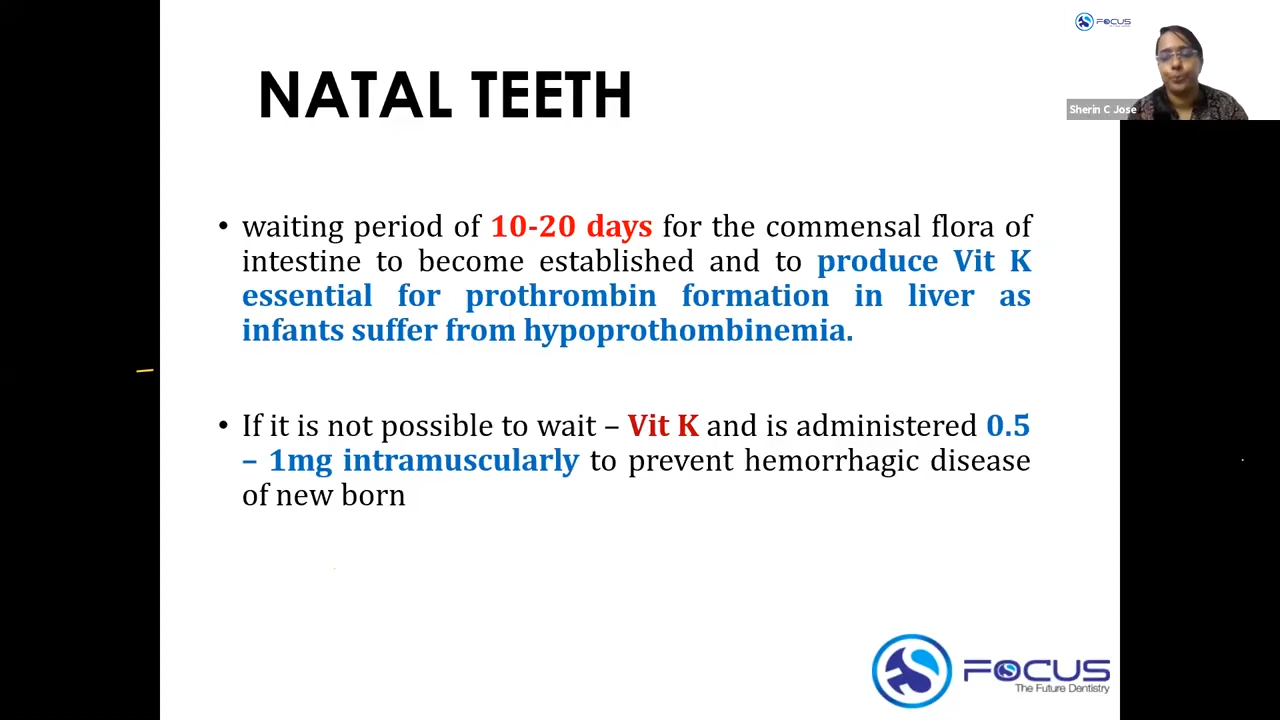 FOCUS
NATAL TEETH
Sherin C Jose
• waiting period of 10-20 days for the commensal flora of
intestine to become established and to produce Vit K
essential for prothrombin formation in liver as
infants suffer from hypoprothombinemia.
• If it is not possible to wait – Vit K and is administered 0.5
– 1mg intramuscularly to prevent hemorrhagic disease
of new born
FOCUS
The Future Dentistry